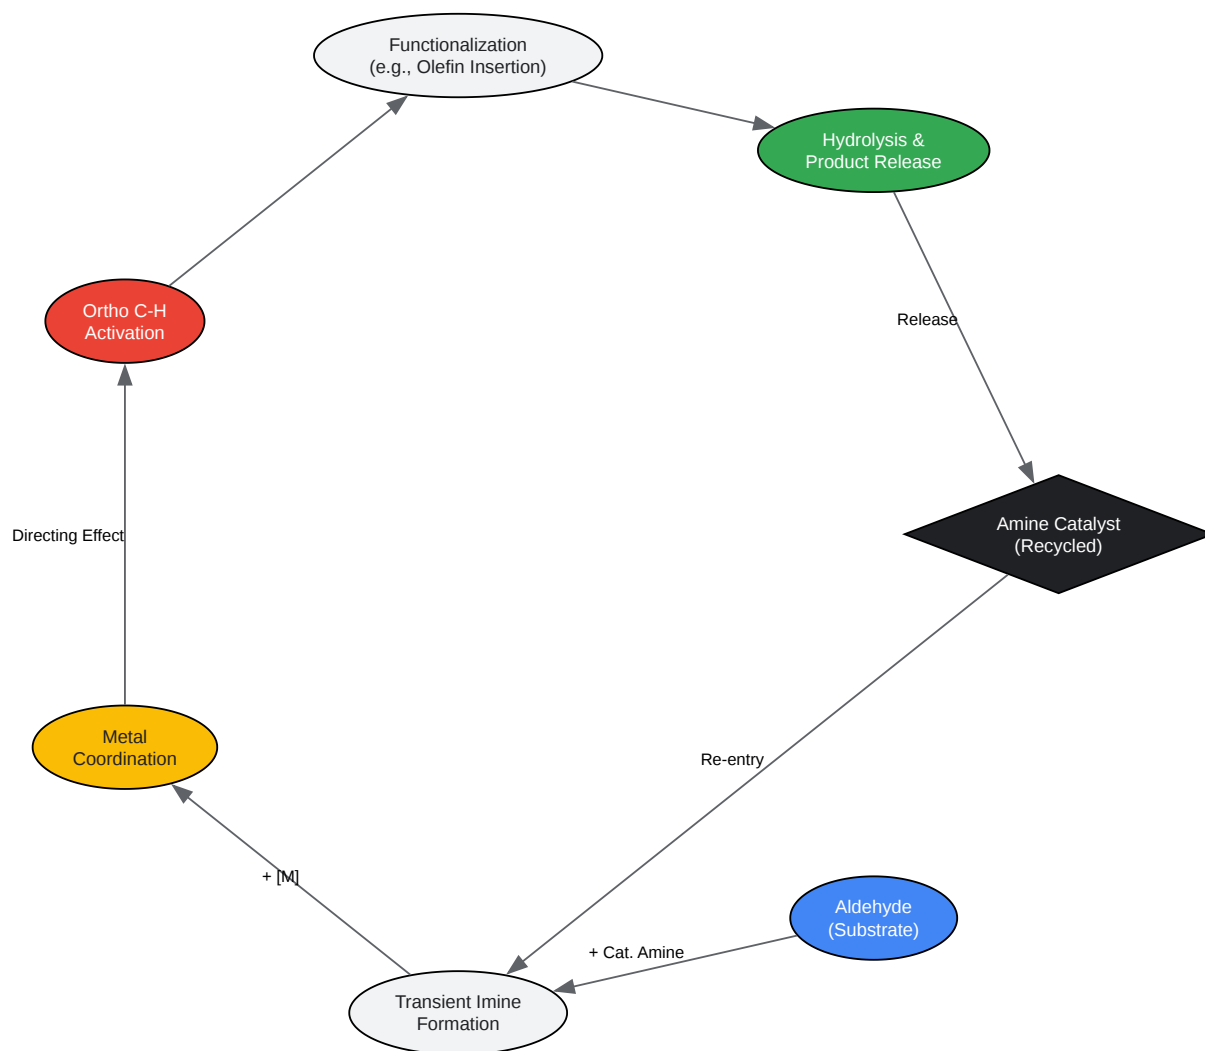 Functionalization
(e.g., Olefin Insertion)
Hydrolysis &
Product Release
Ortho C-H
Activation
Release
Directing Effect
Amine Catalyst
(Recycled)
Metal
Coordination
Re-entry
+ [M]
Aldehyde
(Substrate)
+ Cat. Amine
Transient Imine
Formation